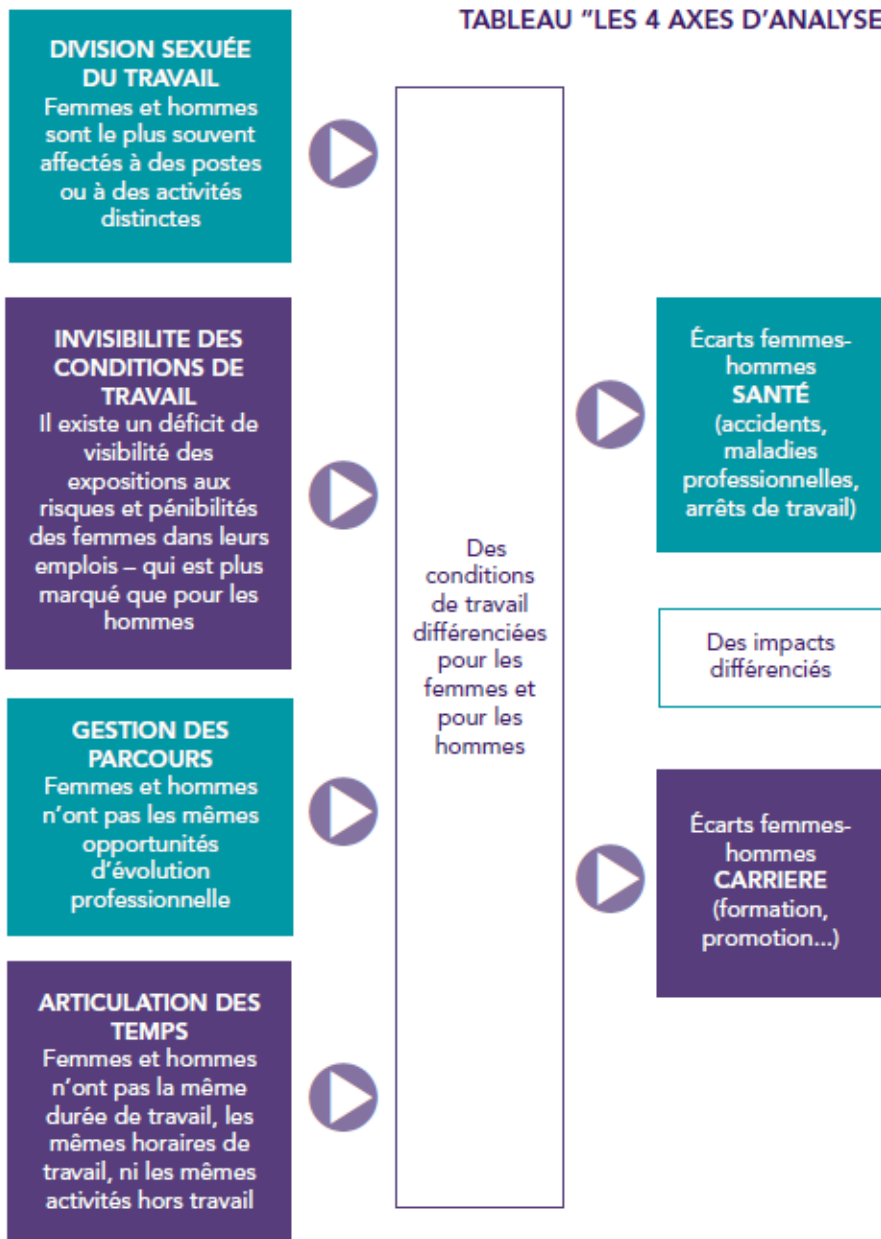 TABLEAU "LES 4 AXES D'ANALYSE
DIVISION SEXUÉE
DU TRAVAIL
Femmes et hommes
sont le plus souvent
affectés à des postes
ou à des activités
distinctes
INVISIBILITE DES
CONDITIONS DE
TRAVAIL
Il existe un déficit de
visibilité des
expositions aux
risques et pénibilités
des femmes dans leurs
emplois – qui est plus
marqué que pour les
hommes
GESTION DES
PARCOURS
Femmes et hommes
n'ont pas les mêmes
opportunités
d'évolution
professionnelle
ARTICULATION DES
TEMPS
Femmes et hommes
n'ont pas la même
durée de travail, les
mêmes horaires de
travail, ni les mêmes
activités hors travail
Des
conditions
de travail
différenciées
pour les
femmes et
pour les
hommes
Écarts femmes-
hommes
SANTÉ
(accidents,
maladies
professionnelles,
arrêts de travail)
Des impacts
différenciés
Écarts femmes-
hommes
CARRIERE
(formation,
promotion...)